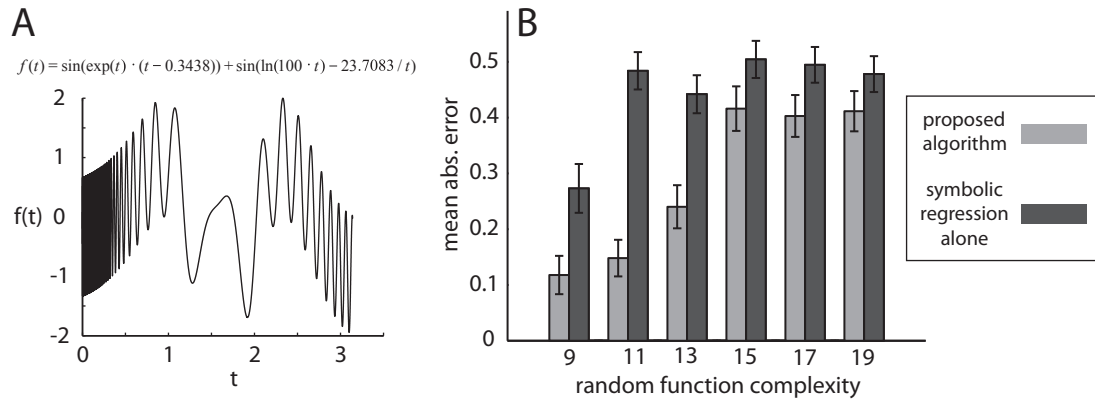 A
f(t) = sin(exp(t) · (t − 0.3438)) + sin(ln(100 · t) − 23.7083 / t)
2
1
f(t) 0
-1
-2
0 1 2 3
t
B
mean abs. error
0.5
0.4
0.3
0.2
0.1
0
9 11 13 15 17 19
random function complexity
proposed
algorithm
symbolic
regression
alone